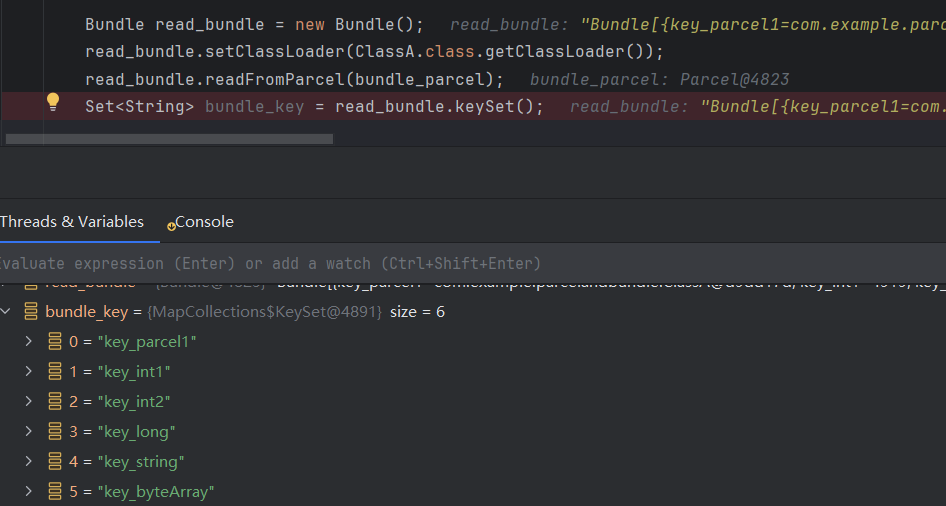 Bundle read_bundle = new Bundle(); read_bundle: "Bundle[{key_parcel1=com.example.parc
read_bundle.setClassLoader(ClassA.class.getClassLoader());
read_bundle.readFromParcel(bundle_parcel); bundle_parcel: Parcel@4823
Set<String> bundle_key = read_bundle.keySet(); read_bundle: "Bundle[{key_parcel1=com.
Threads & Variables Console
Evaluate expression (Enter) or add a watch (Ctrl+Shift+Enter)
bundle_key = {MapCollections$KeySet@4891} size = 6
0 = "key_parcel1"
1 = "key_int1"
2 = "key_int2"
3 = "key_long"
4 = "key_string"
5 = "key_byteArray"